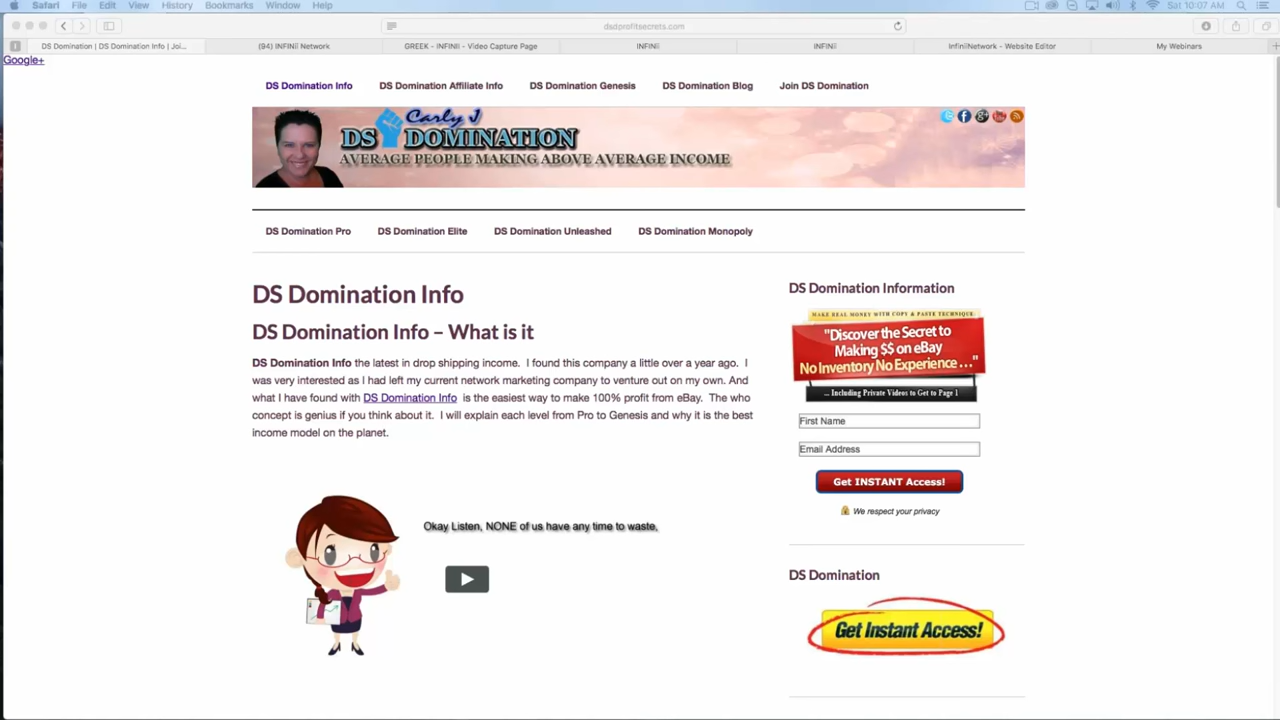 Safari File Edit View History Bookmarks Window Help Sat 10:07 AM
dsdprofitsecrets.com
DS Domination | DS Domination Info | Joi... (94) INFINii Network GREEK - INFINIi - Video Capture Page INFINii INFINii InfiniiNetwork - Website Editor My Webinars
Google+
DS Domination Info DS Domination Affiliate Info DS Domination Genesis DS Domination Blog Join DS Domination
Carly J
DS DOMINATION
AVERAGE PEOPLE MAKING ABOVE AVERAGE INCOME
DS Domination Pro DS Domination Elite DS Domination Unleashed DS Domination Monopoly
DS Domination Info
DS Domination Info – What is it
DS Domination Info the latest in drop shipping income. I found this company a little over a year ago. I
was very interested as I had left my current network marketing company to venture out on my own. And
what I have found with DS Domination Info is the easiest way to make 100% profit from eBay. The who
concept is genius if you think about it. I will explain each level from Pro to Genesis and why it is the best
income model on the planet.
Okay Listen, NONE of us have any time to waste,
DS Domination Information
MAKE REAL MONEY WITH COPY & PASTE TECHNIQUE
"Discover the Secret to
Making $$ on eBay
No Inventory No Experience ..."
... Including Private Videos to Get to Page 1
First Name
Email Address
Get INSTANT Access!
We respect your privacy
DS Domination
Get Instant Access!